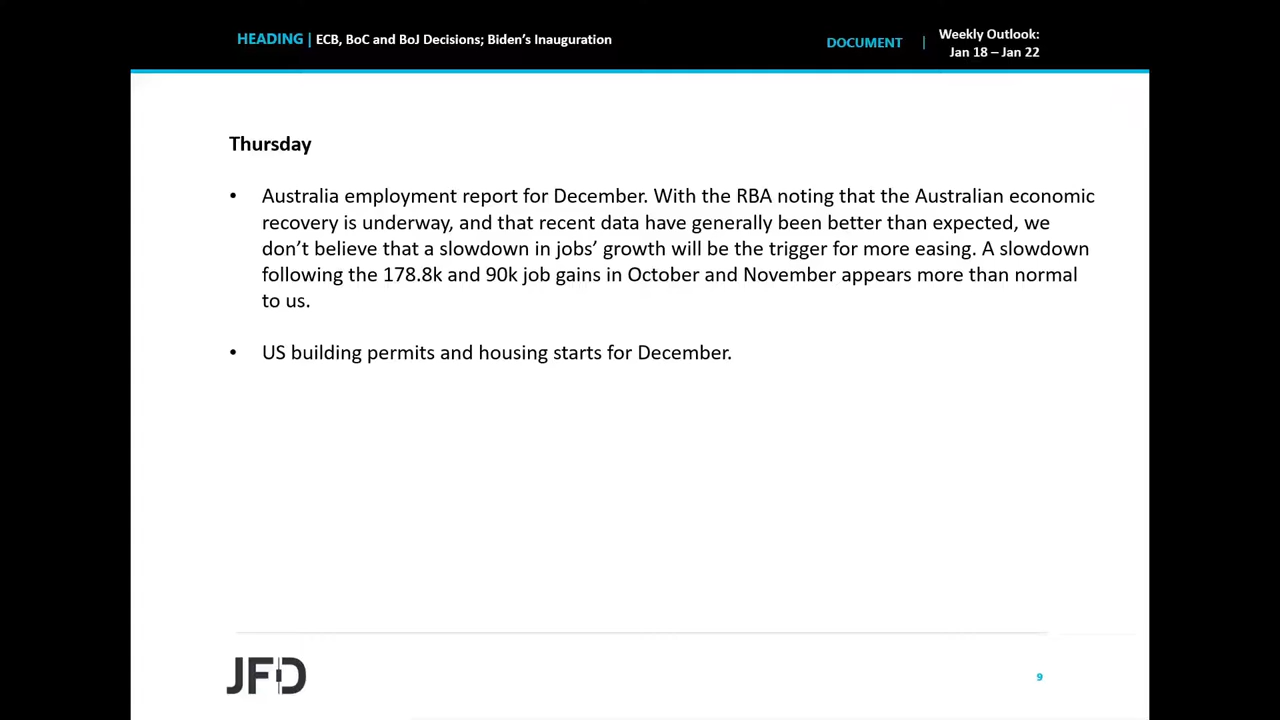 HEADING | ECB, BoC and BoJ Decisions; Biden's Inauguration
DOCUMENT | Weekly Outlook:
Jan 18 – Jan 22
Thursday
• Australia employment report for December. With the RBA noting that the Australian economic
recovery is underway, and that recent data have generally been better than expected, we
don't believe that a slowdown in jobs' growth will be the trigger for more easing. A slowdown
following the 178.8k and 90k job gains in October and November appears more than normal
to us.
• US building permits and housing starts for December.
JFD
9